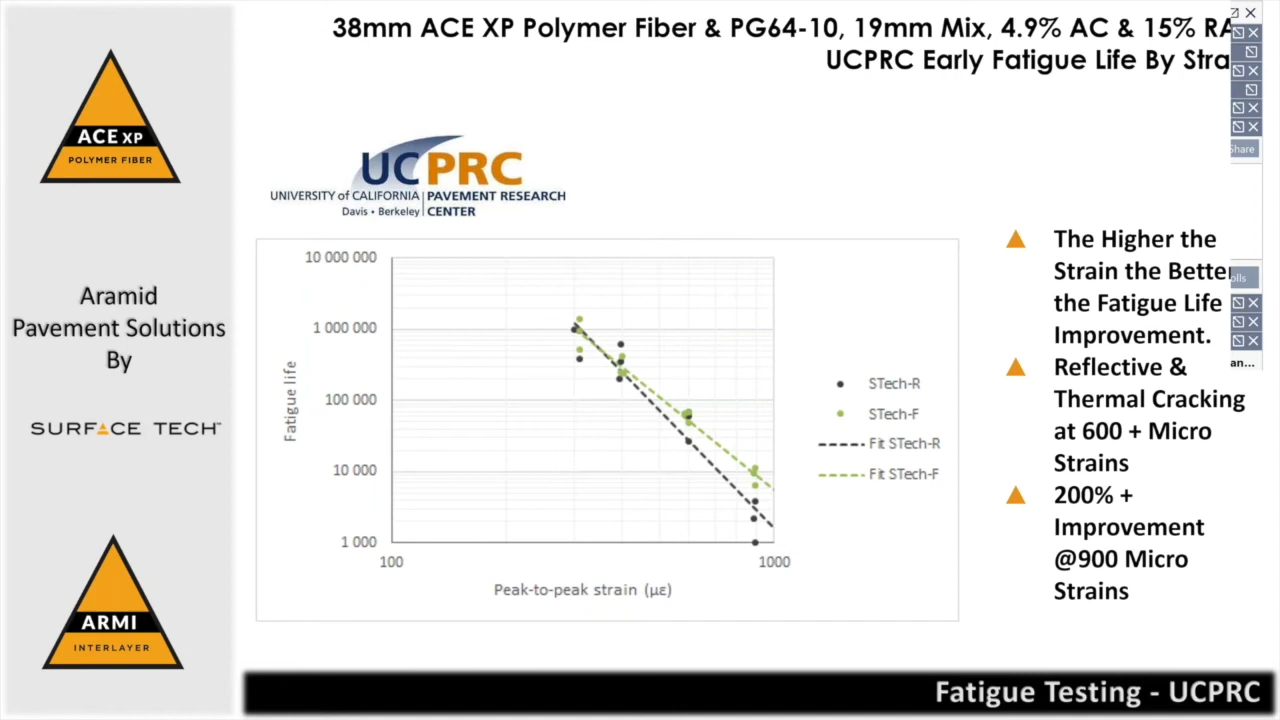 38mm ACE XP Polymer Fiber & PG64-10, 19mm Mix, 4.9% AC & 15%
UCPRC Early Fatigue Life By
ACE XP
POLYMER FIBER
Aramid
Pavement Solutions
By
SURFACE TECH
ARMI
INTERLAYER
UCPRC
UNIVERSITY of CALIFORNIA | PAVEMENT RESEARCH
Davis • Berkeley | CENTER
10 000 000
1 000 000
100 000
10 000
1 000
100
1000
Fatigue life
Peak-to-peak strain (με)
STech-R
STech-F
Fit STech-R
Fit STech-F
The Higher the
Strain the Better
the Fatigue Life
Improvement.
Reflective &
Thermal Cracking
at 600 + Micro
Strains
200% +
Improvement
@900 Micro
Strains
Share
Fatigue Testing - UCPRC